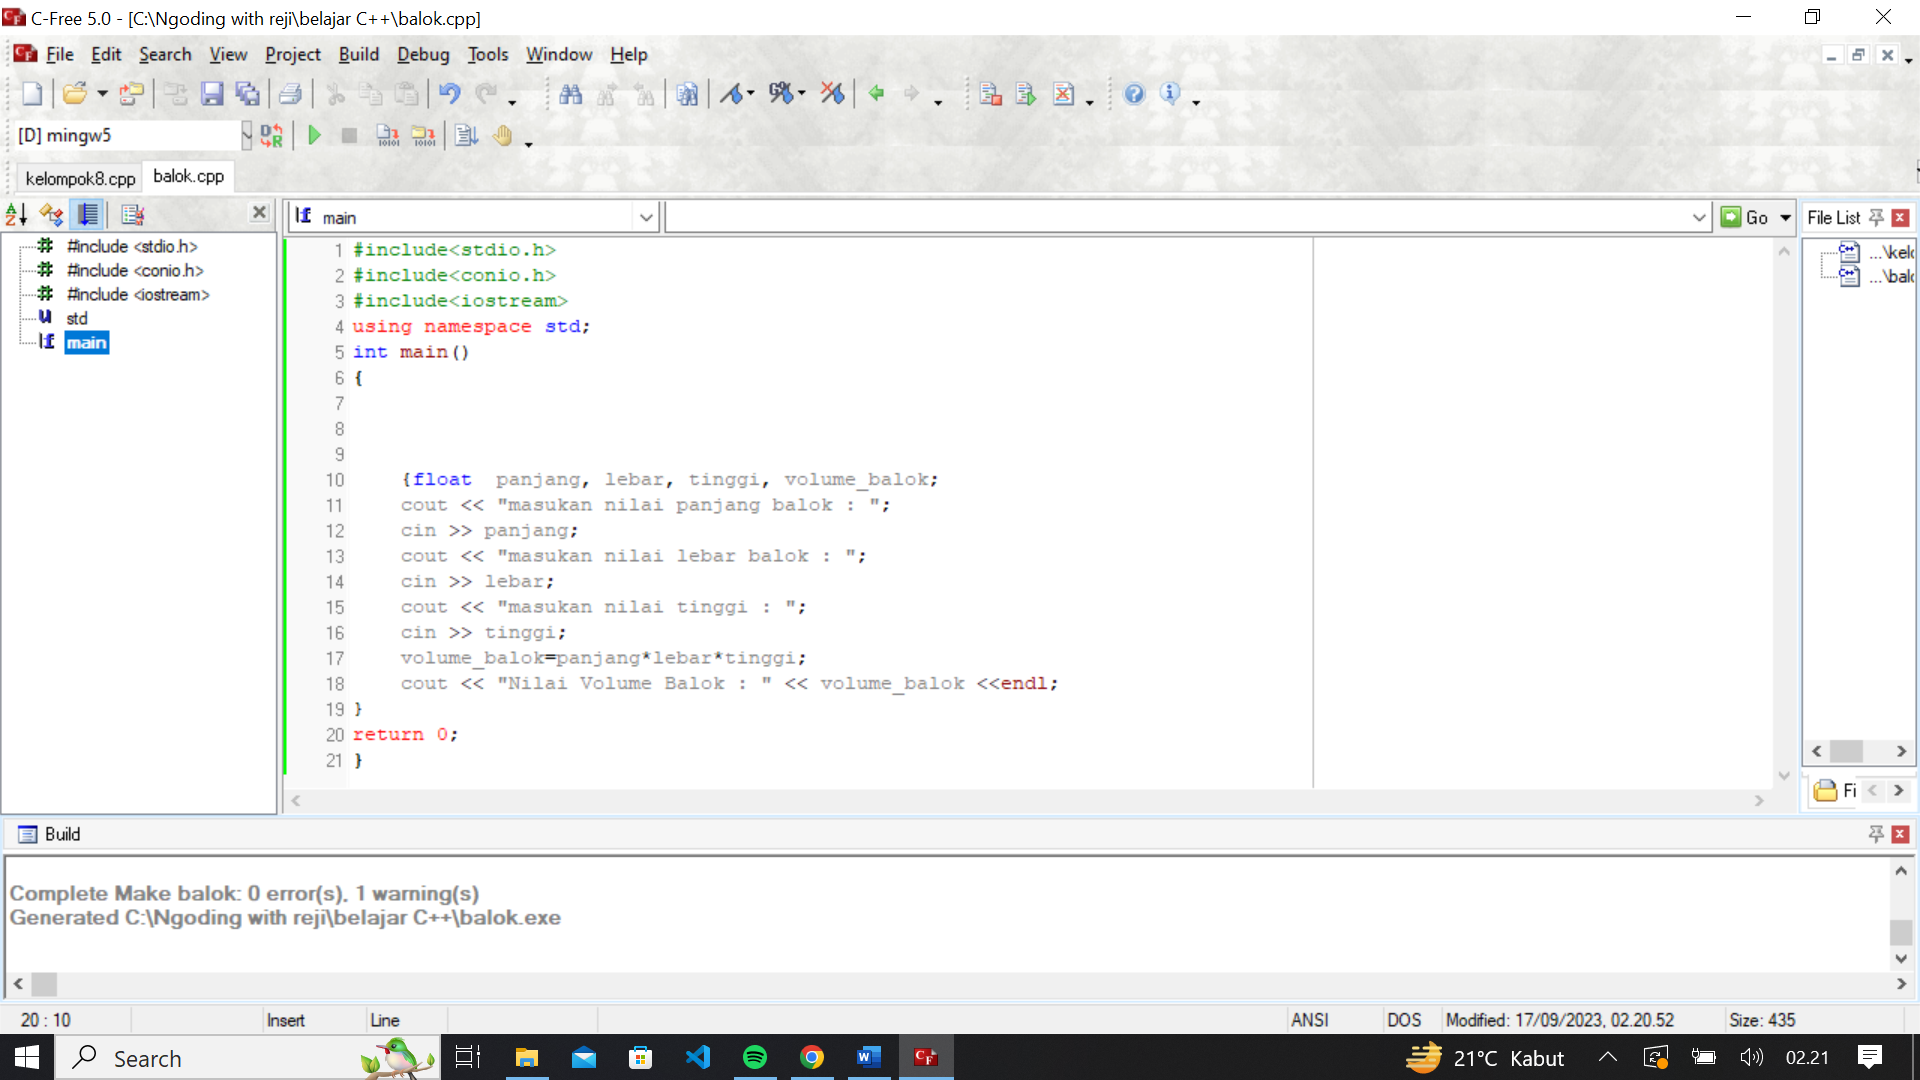 C-Free 5.0 - [C:\Ngoding with reji\belajar C++\balok.cpp]
File Edit Search View Project Build Debug Tools Window Help
[D] mingw5
kelompok8.cpp balok.cpp
main
Go
File List
#include <stdio.h>
#include <conio.h>
#include <iostream>
std
main
...\kelo
...\balo
1 #include<stdio.h>
2 #include<conio.h>
3 #include<iostream>
4 using namespace std;
5 int main()
6 {
7
8
9
10 {float  panjang, lebar, tinggi, volume_balok;
11 cout << "masukan nilai panjang balok : ";
12 cin >> panjang;
13 cout << "masukan nilai lebar balok : ";
14 cin >> lebar;
15 cout << "masukan nilai tinggi : ";
16 cin >> tinggi;
17 volume_balok=panjang*lebar*tinggi;
18 cout << "Nilai Volume Balok : " << volume_balok <<endl;
19 }
20 return 0;
21 }
Fi
Build
Complete Make balok: 0 error(s), 1 warning(s)
Generated C:\Ngoding with reji\belajar C++\balok.exe
20 : 10 Insert Line ANSI DOS Modified: 17/09/2023, 02.20.52 Size: 435
Search 21°C Kabut 02.21